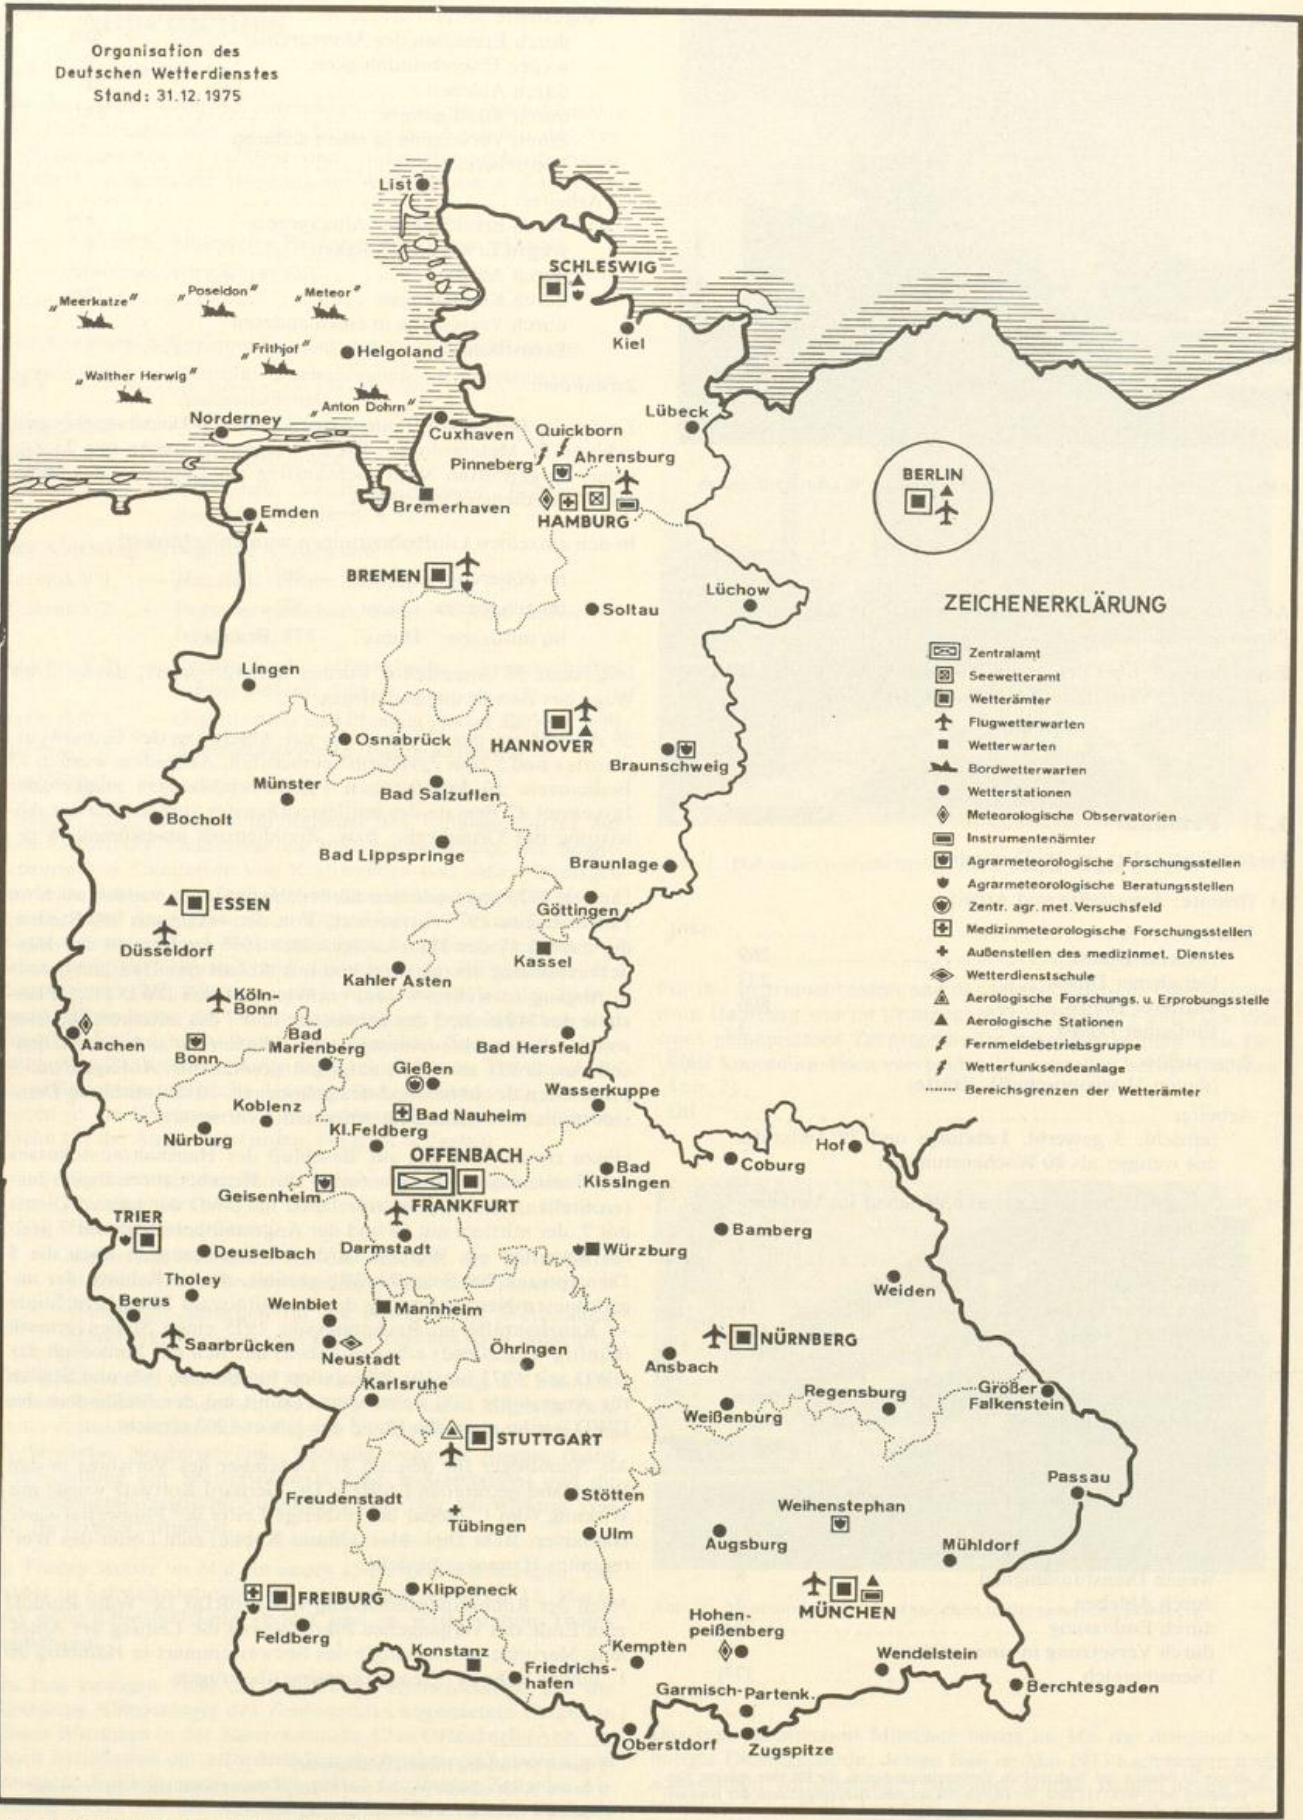 Organisation des
Deutschen Wetterdienstes
Stand: 31.12.1975
List
SCHLESWIG
„Meerkatze"
„Poseidon"
„Meteor"
Kiel
„Frithjof"
Helgoland
„Walther Herwig"
„Anton Dohrn"
Norderney
Cuxhaven
Lübeck
Quickborn
Pinneberg
Ahrensburg
BERLIN
Bremerhaven
HAMBURG
Emden
BREMEN
Soltau
Lüchow
ZEICHENERKLÄRUNG
Zentralamt
Seewetteramt
Wetterämter
Flugwetterwarten
Wetterwarten
Bordwetterwarten
Wetterstationen
Meteorologische Observatorien
Instrumentenämter
Agrarmeteorologische Forschungsstellen
Agrarmeteorologische Beratungsstellen
Zentr. agr. met. Versuchsfeld
Medizinmeteorologische Forschungsstellen
Außenstellen des medizinmet. Dienstes
Wetterdienstschule
Aerologische Forschungs. u. Erprobungsstelle
Aerologische Stationen
Fernmeldebetriebsgruppe
Wetterfunksendeanlage
Bereichsgrenzen der Wetterämter
Lingen
Osnabrück
HANNOVER
Braunschweig
Münster
Bad Salzuflen
Bocholt
Bad Lippspringe
Braunlage
ESSEN
Göttingen
Düsseldorf
Kassel
Kahler Asten
Köln-
Bonn
Aachen
Bonn
Bad
Marienberg
Bad Hersfeld
Gießen
Wasserkuppe
Koblenz
Bad Nauheim
Nürburg
Kl.Feldberg
Hof
OFFENBACH
Coburg
Bad
Kissingen
Geisenheim
FRANKFURT
TRIER
Bamberg
Deuselbach
Darmstadt
Würzburg
Tholey
Weiden
Berus
Weinbiet
Mannheim
Saarbrücken
Neustadt
NÜRNBERG
Öhringen
Ansbach
Karlsruhe
Regensburg
Großer
Falkenstein
Weißenburg
STUTTGART
Passau
Freudenstadt
Stötten
Weihenstephan
Tübingen
Ulm
Augsburg
Mühldorf
FREIBURG
Klippeneck
MÜNCHEN
Feldberg
Hohen-
peißenberg
Konstanz
Kempten
Wendelstein
Friedrichs-
hafen
Berchtesgaden
Garmisch-Partenk.
Oberstdorf
Zugspitze